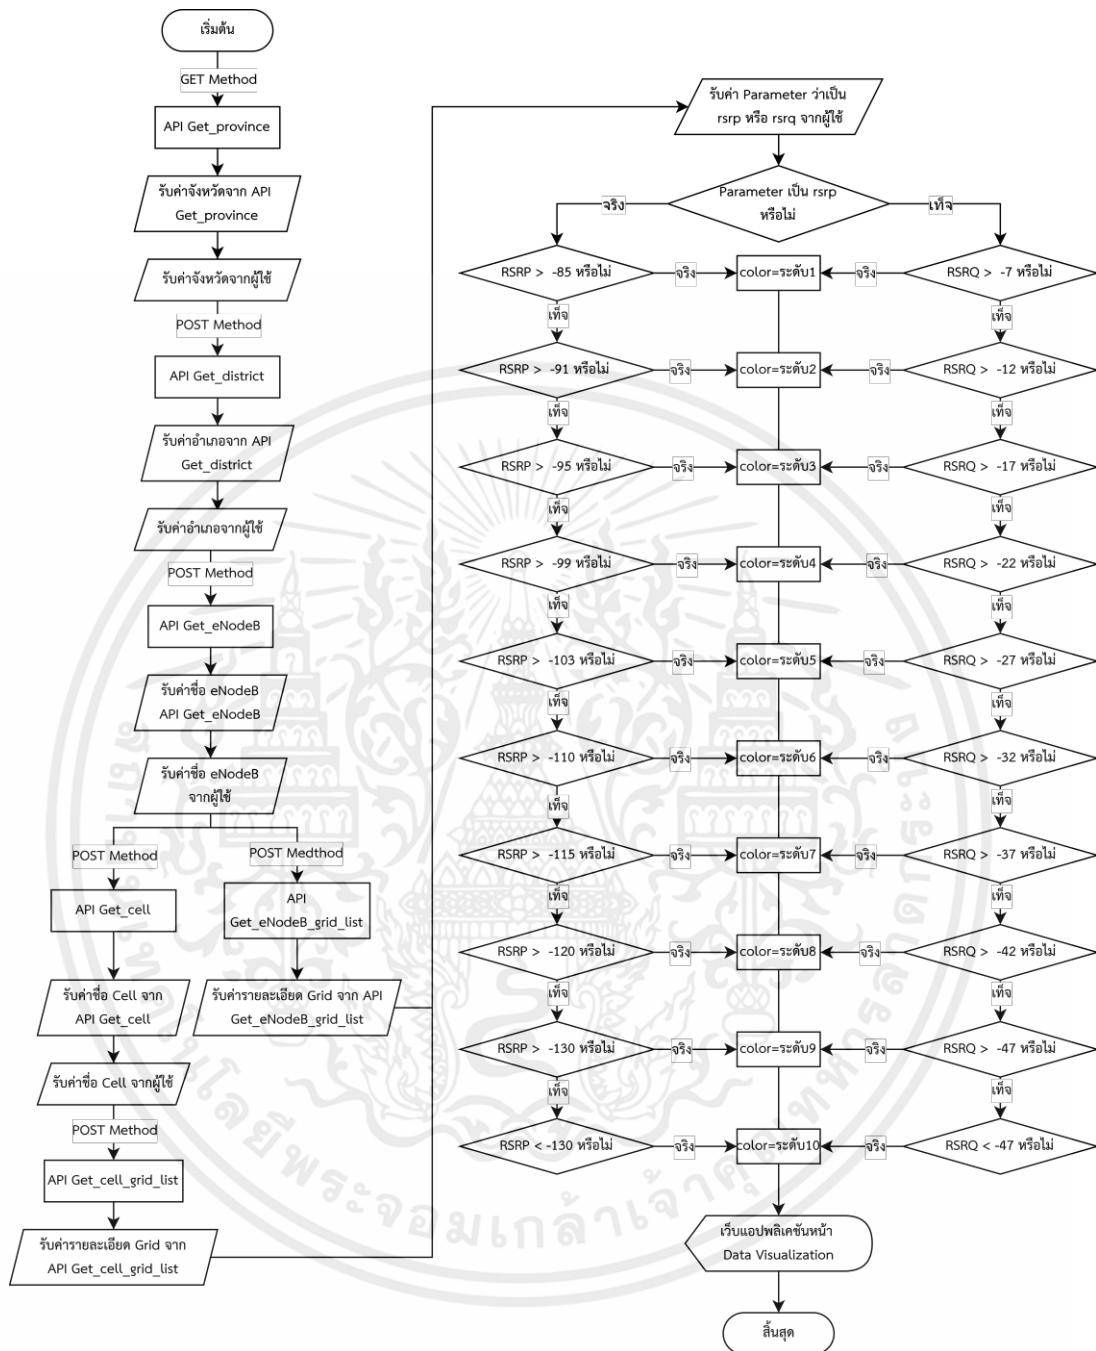 เริ่มต้น
GET Method
API Get_province
รับค่าจังหวัดจาก API
Get_province
รับค่าจังหวัดจากผู้ใช้
POST Method
API Get_district
รับค่าอำเภอจาก API
Get_district
รับค่าอำเภอจากผู้ใช้
POST Method
API Get_eNodeB
รับค่าชื่อ eNodeB
API Get_eNodeB
รับค่าชื่อ eNodeB
จากผู้ใช้
POST Method
API Get_cell
รับค่าชื่อ Cell จาก
API Get_cell
รับค่าชื่อ Cell จากผู้ใช้
POST Method
API Get_cell_grid_list
รับค่ารายละเอียด Grid จาก
API Get_cell_grid_list
POST Medthod
API
Get_eNodeB_grid_list
รับค่ารายละเอียด Grid จาก API
Get_eNodeB_grid_list
รับค่า Parameter ว่าเป็น
rsrp หรือ rsrq จากผู้ใช้
Parameter เป็น rsrp
หรือไม่
จริง เท็จ
RSRP > -85 หรือไม่ จริง color=ระดับ1 จริง RSRQ > -7 หรือไม่
เท็จ เท็จ
RSRP > -91 หรือไม่ จริง color=ระดับ2 จริง RSRQ > -12 หรือไม่
เท็จ เท็จ
RSRP > -95 หรือไม่ จริง color=ระดับ3 จริง RSRQ > -17 หรือไม่
เท็จ เท็จ
RSRP > -99 หรือไม่ จริง color=ระดับ4 จริง RSRQ > -22 หรือไม่
เท็จ เท็จ
RSRP > -103 หรือไม่ จริง color=ระดับ5 จริง RSRQ > -27 หรือไม่
เท็จ เท็จ
RSRP > -110 หรือไม่ จริง color=ระดับ6 จริง RSRQ > -32 หรือไม่
เท็จ เท็จ
RSRP > -115 หรือไม่ จริง color=ระดับ7 จริง RSRQ > -37 หรือไม่
เท็จ เท็จ
RSRP > -120 หรือไม่ จริง color=ระดับ8 จริง RSRQ > -42 หรือไม่
เท็จ เท็จ
RSRP > -130 หรือไม่ จริง color=ระดับ9 จริง RSRQ > -47 หรือไม่
เท็จ เท็จ
RSRP < -130 หรือไม่ จริง color=ระดับ10 จริง RSRQ < -47 หรือไม่
เว็บแอปพลิเคชันหน้า
Data Visualization
สิ้นสุด